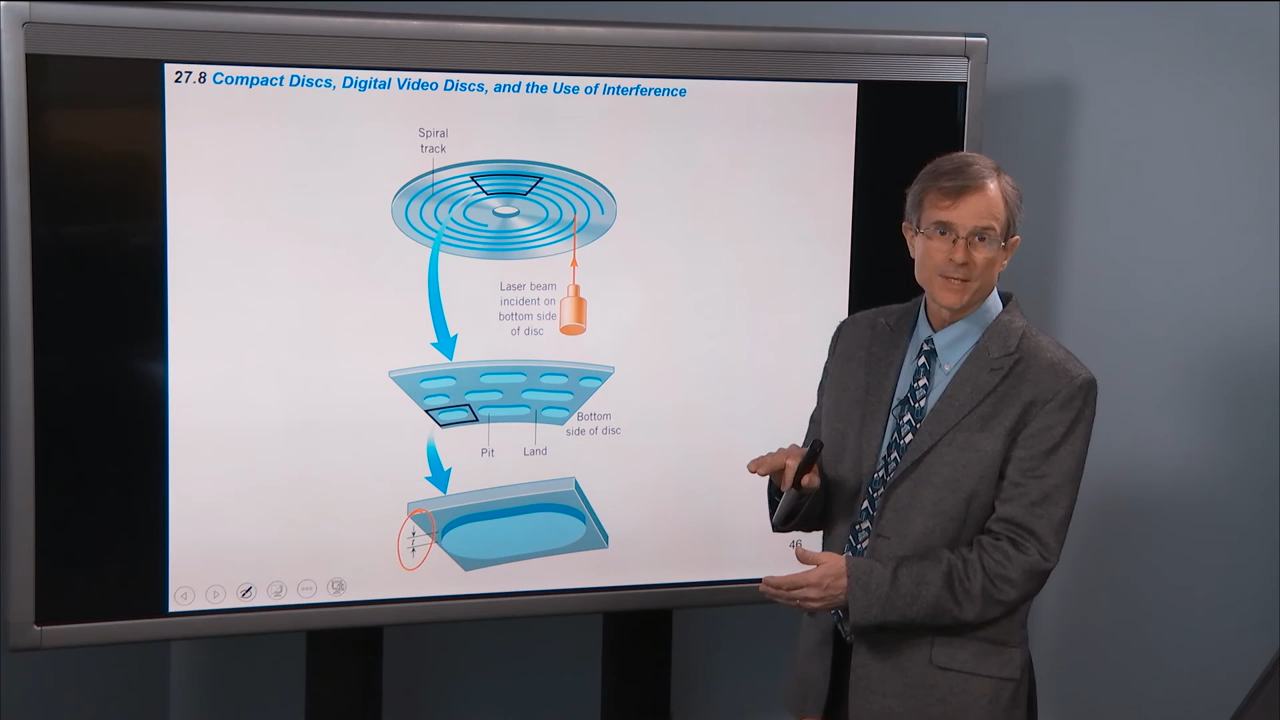 27.8 Compact Discs, Digital Video Discs, and the Use of Interference
Spiral
track
Laser beam
incident on
bottom side
of disc
Bottom
side of disc
Pit
Land
t
46